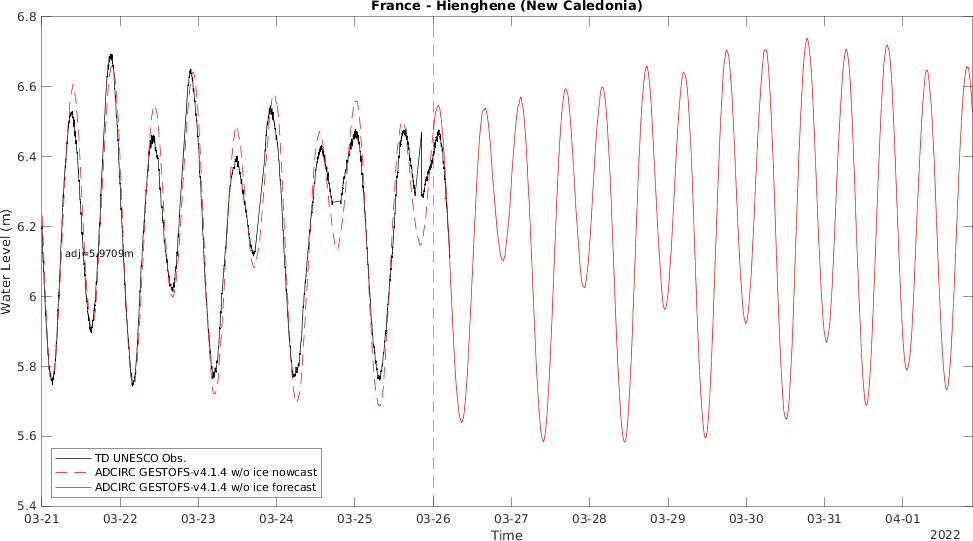 France - Hienghene (New Caledonia)
6.8
6.6
6.4
6.2
6
5.8
5.6
5.4
Water Level (m)
adj=5.9709m
TD UNESCO Obs.
ADCIRC GESTOFS-v4.1.4 w/o ice nowcast
ADCIRC GESTOFS-v4.1.4 w/o ice forecast
03-21 03-22 03-23 03-24 03-25 03-26 03-27 03-28 03-29 03-30 03-31 04-01
Time
2022